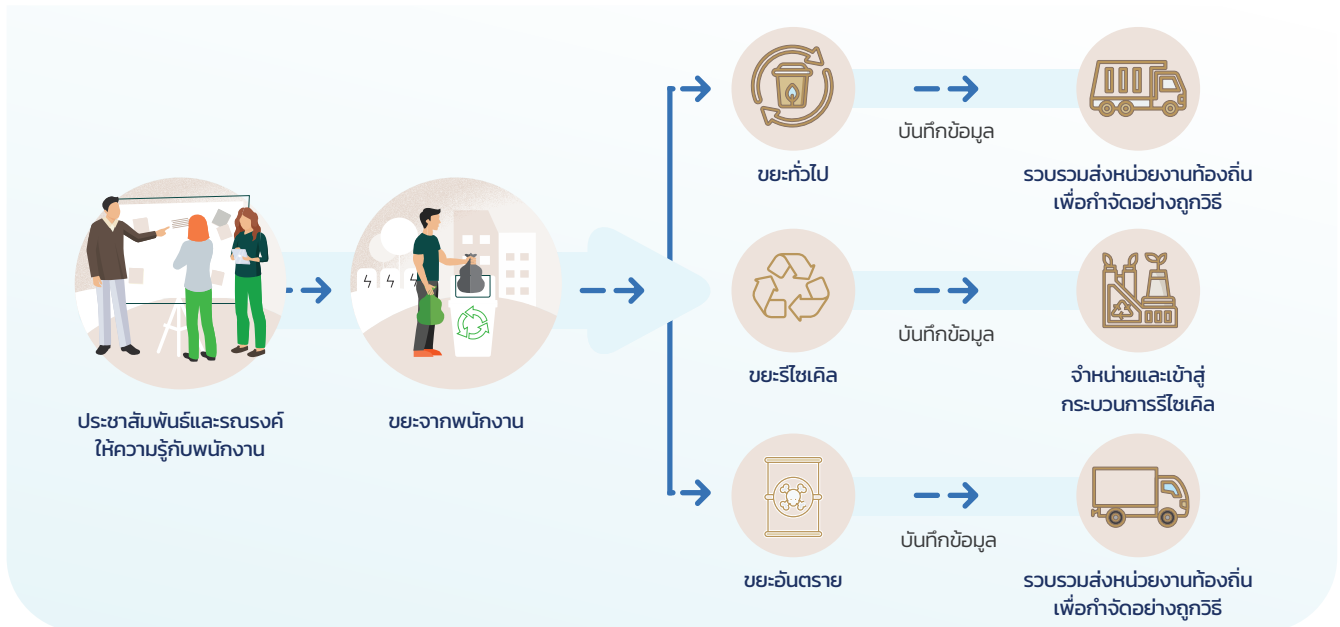 ประชาสัมพันธ์และรณรงค์
ให้ความรู้กับพนักงาน
ขยะจากพนักงาน
ขยะทั่วไป
บันทึกข้อมูล
รวบรวมส่งหน่วยงานท้องถิ่น
เพื่อกำจัดอย่างถูกวิธี
ขยะรีไซเคิล
บันทึกข้อมูล
จำหน่ายและเข้าสู่
กระบวนการรีไซเคิล
ขยะอันตราย
บันทึกข้อมูล
รวบรวมส่งหน่วยงานท้องถิ่น
เพื่อกำจัดอย่างถูกวิธี